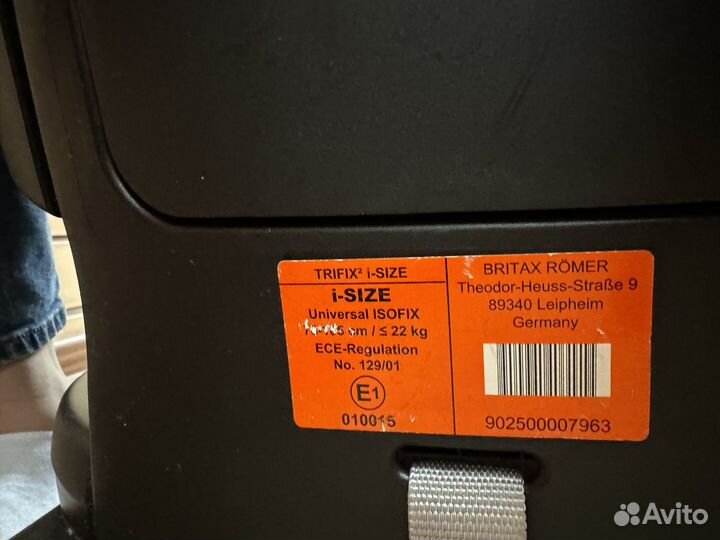 TRIFIX² i-SIZE
i-SIZE
Universal ISOFIX
cm / ≤ 22 kg
ECE-Regulation
No. 129/01
E1
010015
BRITAX RÖMER
Theodor-Heuss-Straße 9
89340 Leipheim
Germany
902500007963
Avito